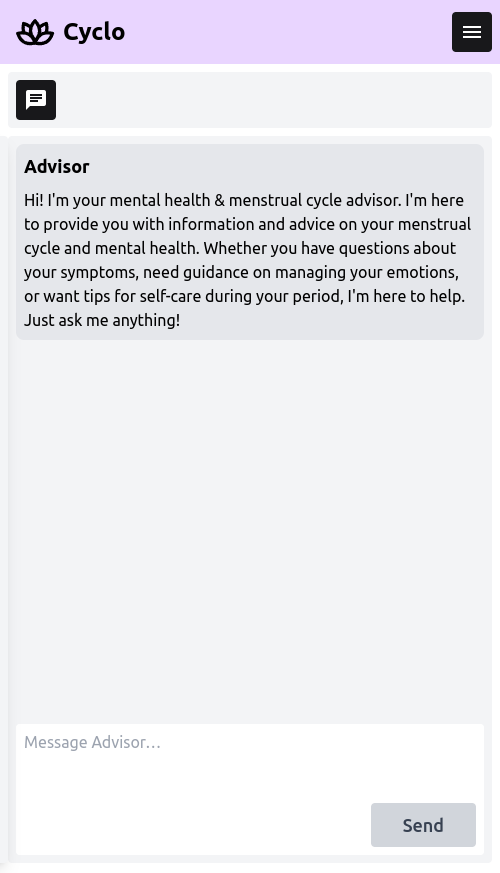 Cyclo
Advisor
Hi! I'm your mental health & menstrual cycle advisor. I'm here
to provide you with information and advice on your menstrual
cycle and mental health. Whether you have questions about
your symptoms, need guidance on managing your emotions,
or want tips for self-care during your period, I'm here to help.
Just ask me anything!
Message Advisor…
Send